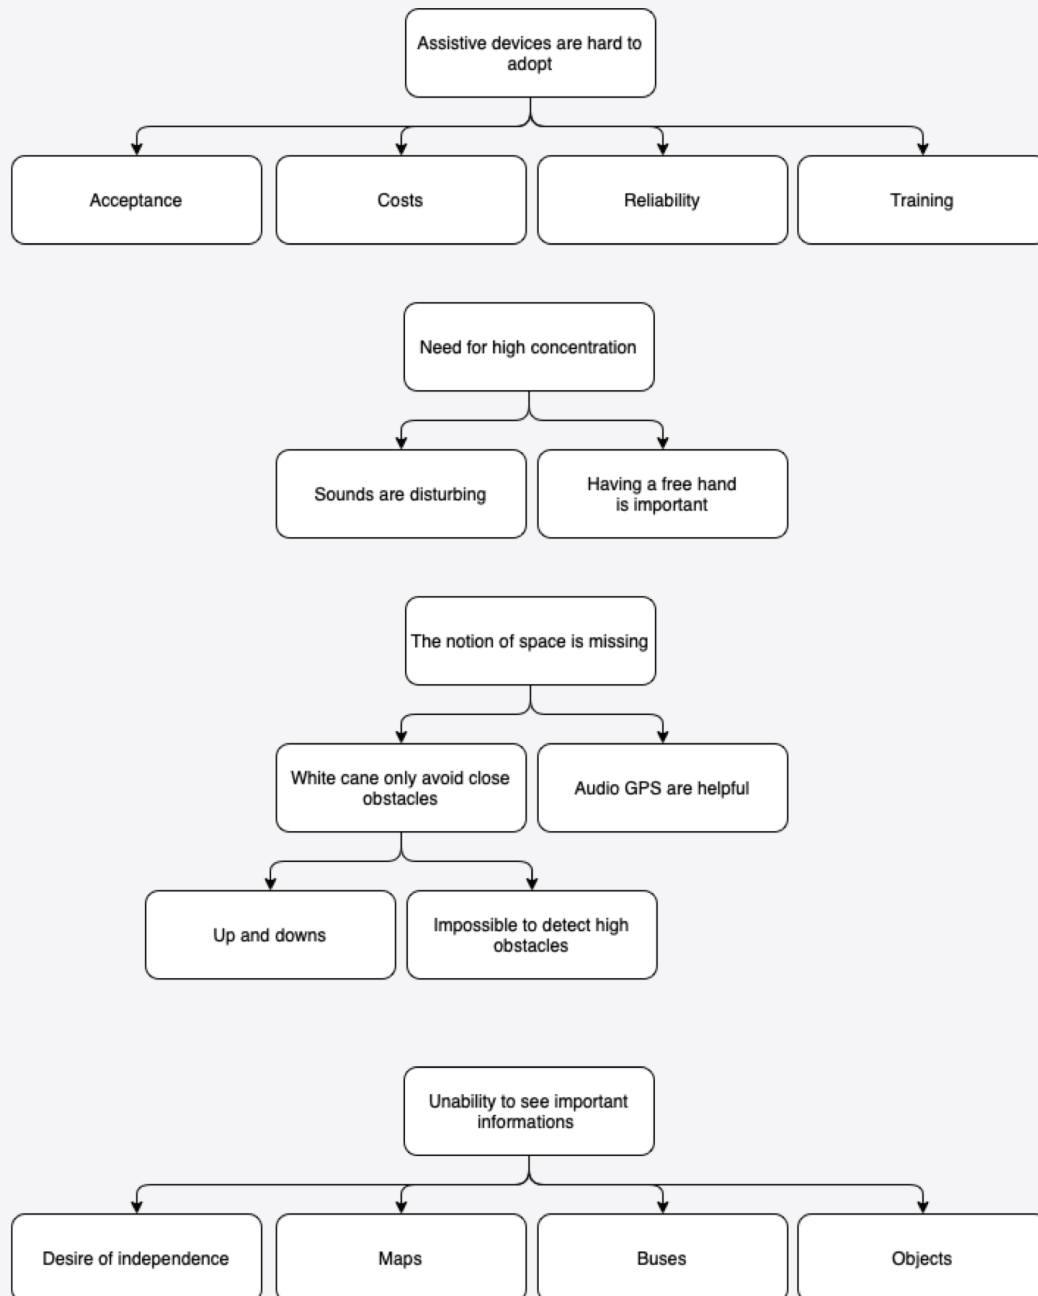 Assistive devices are hard to
adopt
Acceptance
Costs
Reliability
Training
Need for high concentration
Sounds are disturbing
Having a free hand
is important
The notion of space is missing
White cane only avoid close
obstacles
Audio GPS are helpful
Up and downs
Impossible to detect high
obstacles
Unability to see important
informations
Desire of independence
Maps
Buses
Objects